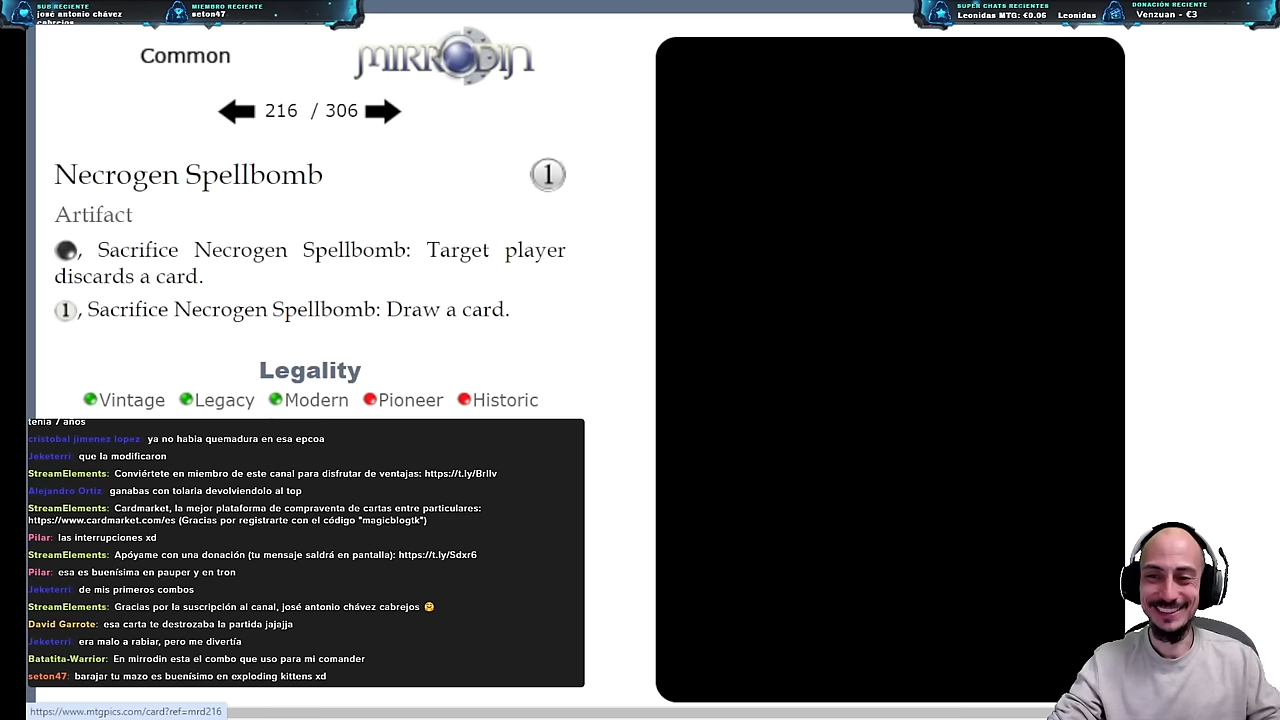 SUB RECIENTE
josé antonio chávez
cabrejos
MIEMBRO RECIENTE
seton47
SUPER CHATS RECIENTES
Leonidas MTG: €0.06 Leonidas
DONACIÓN RECIENTE
Venzuan - €3
Common
MIRRODIN
216 / 306
Necrogen Spellbomb
1
Artifact
, Sacrifice Necrogen Spellbomb: Target player
discards a card.
1, Sacrifice Necrogen Spellbomb: Draw a card.
Legality
Vintage Legacy Modern Pioneer Historic
tenia 7 años
cristobal jimenez lopez: ya no habia quemadura en esa epcoa
Jeketerri: que la modificaron
StreamElements: Conviértete en miembro de este canal para disfrutar de ventajas: https://t.ly/BrlIv
Alejandro Ortiz: ganabas con tolaria devolviendolo al top
StreamElements: Cardmarket, la mejor plataforma de compraventa de cartas entre particulares:
https://www.cardmarket.com/es (Gracias por registrarte con el código "magicblogtk")
Pilar: las interrupciones xd
StreamElements: Apóyame con una donación (tu mensaje saldrá en pantalla): https://t.ly/Sdxr6
Pilar: esa es buenísima en pauper y en tron
Jeketerri: de mis primeros combos
StreamElements: Gracias por la suscripción al canal, josé antonio chávez cabrejos
David Garrote: esa carta te destrozaba la partida jajajja
Jeketerri: era malo a rabiar, pero me divertía
Batatita-Warrior: En mirrodin esta el combo que uso para mi comander
seton47: barajar tu mazo es buenísimo en exploding kittens xd
https://www.mtgpics.com/card?ref=mrd216